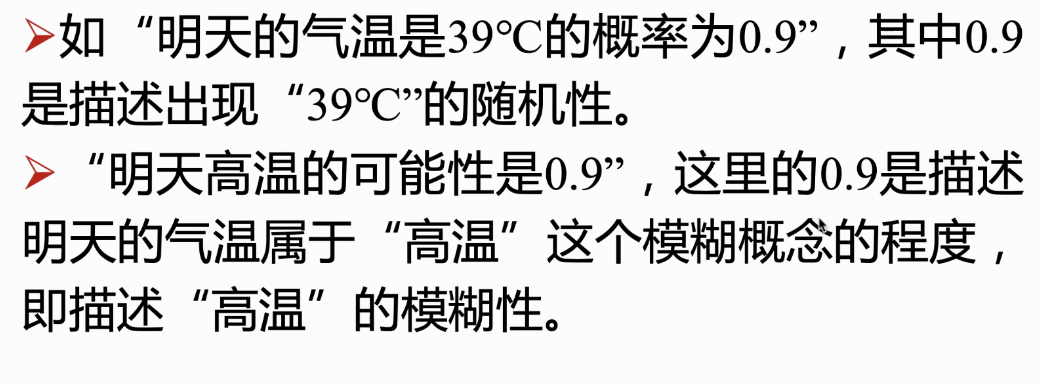 ➢如“明天的气温是39℃的概率为0.9”，其中0.9
是描述出现“39℃”的随机性。
➢“明天高温的可能性是0.9”，这里的0.9是描述
明天的气温属于“高温”这个模糊概念的程度，
即描述“高温”的模糊性。